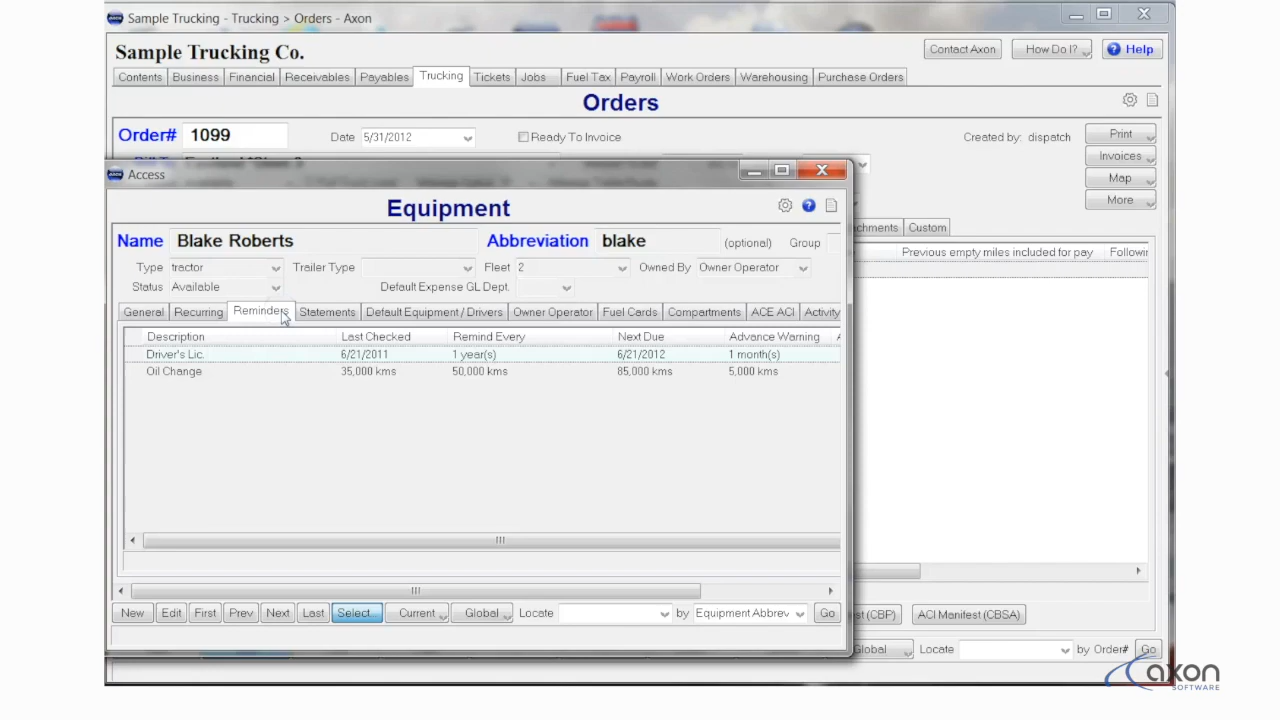 Sample Trucking - Trucking > Orders - Axon
Sample Trucking Co.
Contact Axon How Do I? Help
Contents Business Financial Receivables Payables Trucking Tickets Jobs Fuel Tax Payroll Work Orders Warehousing Purchase Orders
Orders
Order# 1099 Date 5/31/2012 Ready To Invoice Created by: dispatch Print
Invoices
Map
More
Custom
Previous empty miles included for pay
Access
Equipment
Name Blake Roberts Abbreviation blake (optional) Group
Type tractor Trailer Type Fleet 2 Owned By Owner Operator
Status Available Default Expense GL Dept.
General Recurring Reminders Statements Default Equipment / Drivers Owner Operator Fuel Cards Compartments ACE ACI Activity
Description Last Checked Remind Every Next Due Advance Warning
Driver's Lic. 6/21/2011 1 year(s) 6/21/2012 1 month(s)
Oil Change 35,000 kms 50,000 kms 85,000 kms 5,000 kms
New Edit First Prev Next Last Select Current Global Locate by Equipment Abbrev Go
(CBP) ACI Manifest (CBSA)
Global Locate by Order# Go
axon
SOFTWARE